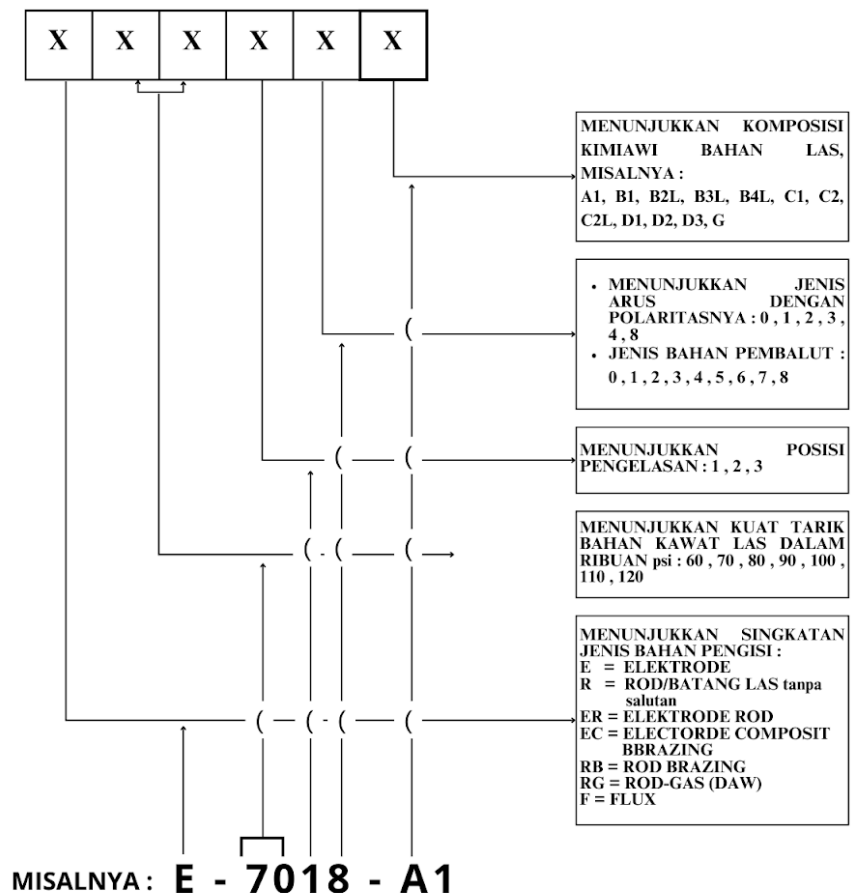 X X X X X X
MENUNJUKKAN KOMPOSISI
KIMIAWI BAHAN LAS,
MISALNYA :
A1, B1, B2L, B3L, B4L, C1, C2,
C2L, D1, D2, D3, G
• MENUNJUKKAN JENIS
ARUS DENGAN
POLARITASNYA : 0 , 1 , 2 , 3 ,
4 , 8
• JENIS BAHAN PEMBALUT :
0 , 1 , 2 , 3 , 4 , 5 , 6 , 7 , 8
MENUNJUKKAN POSISI
PENGELASAN : 1 , 2 , 3
MENUNJUKKAN KUAT TARIK
BAHAN KAWAT LAS DALAM
RIBUAN psi : 60 , 70 , 80 , 90 , 100 ,
110 , 120
MENUNJUKKAN SINGKATAN
JENIS BAHAN PENGISI :
E = ELEKTRODE
R = ROD/BATANG LAS tanpa
salutan
ER = ELEKTRODE ROD
EC = ELECTORDE COMPOSIT
BBRAZING
RB = ROD BRAZING
RG = ROD-GAS (DAW)
F = FLUX
MISALNYA : E - 7018 - A1